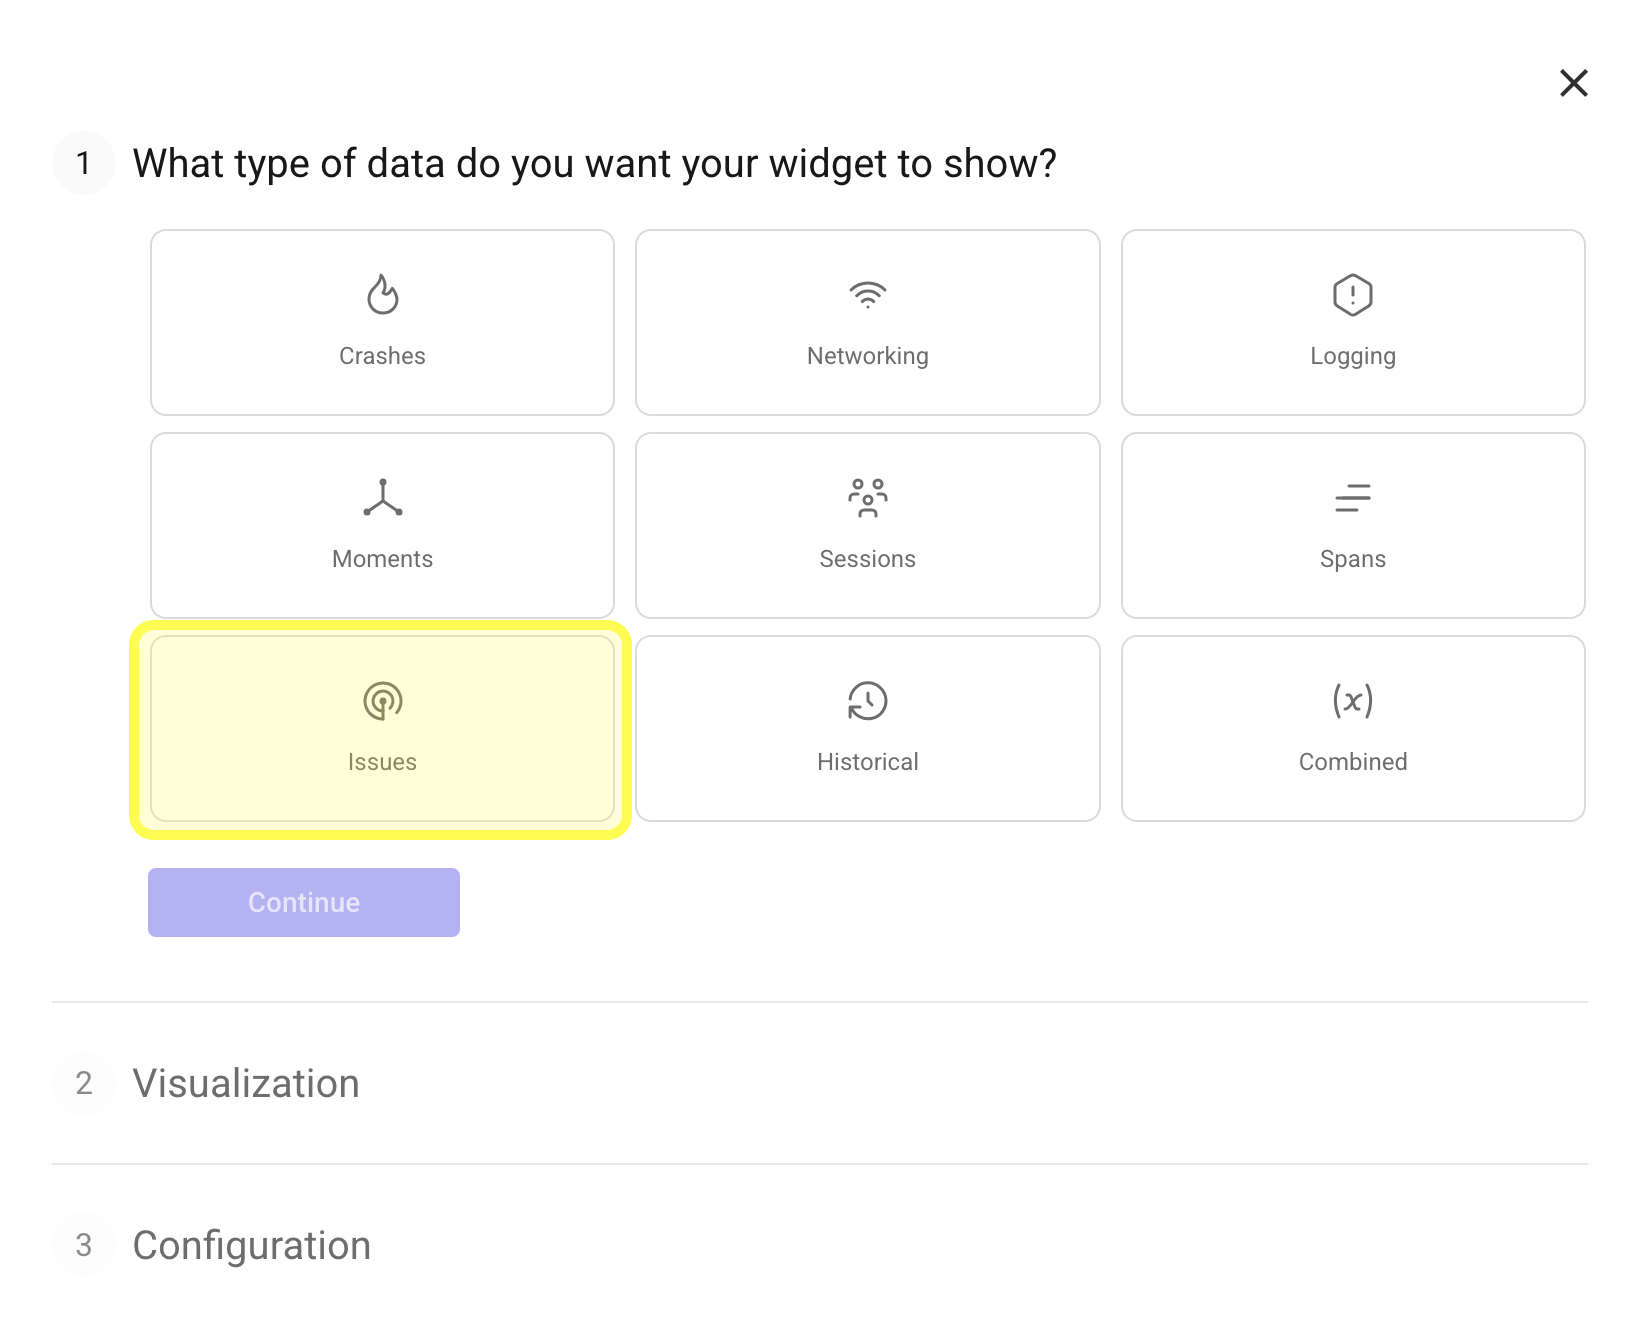 1 What type of data do you want your widget to show?
Crashes
Networking
Logging
Moments
Sessions
Spans
Issues
Historical
(x)
Combined
Continue
2 Visualization
3 Configuration